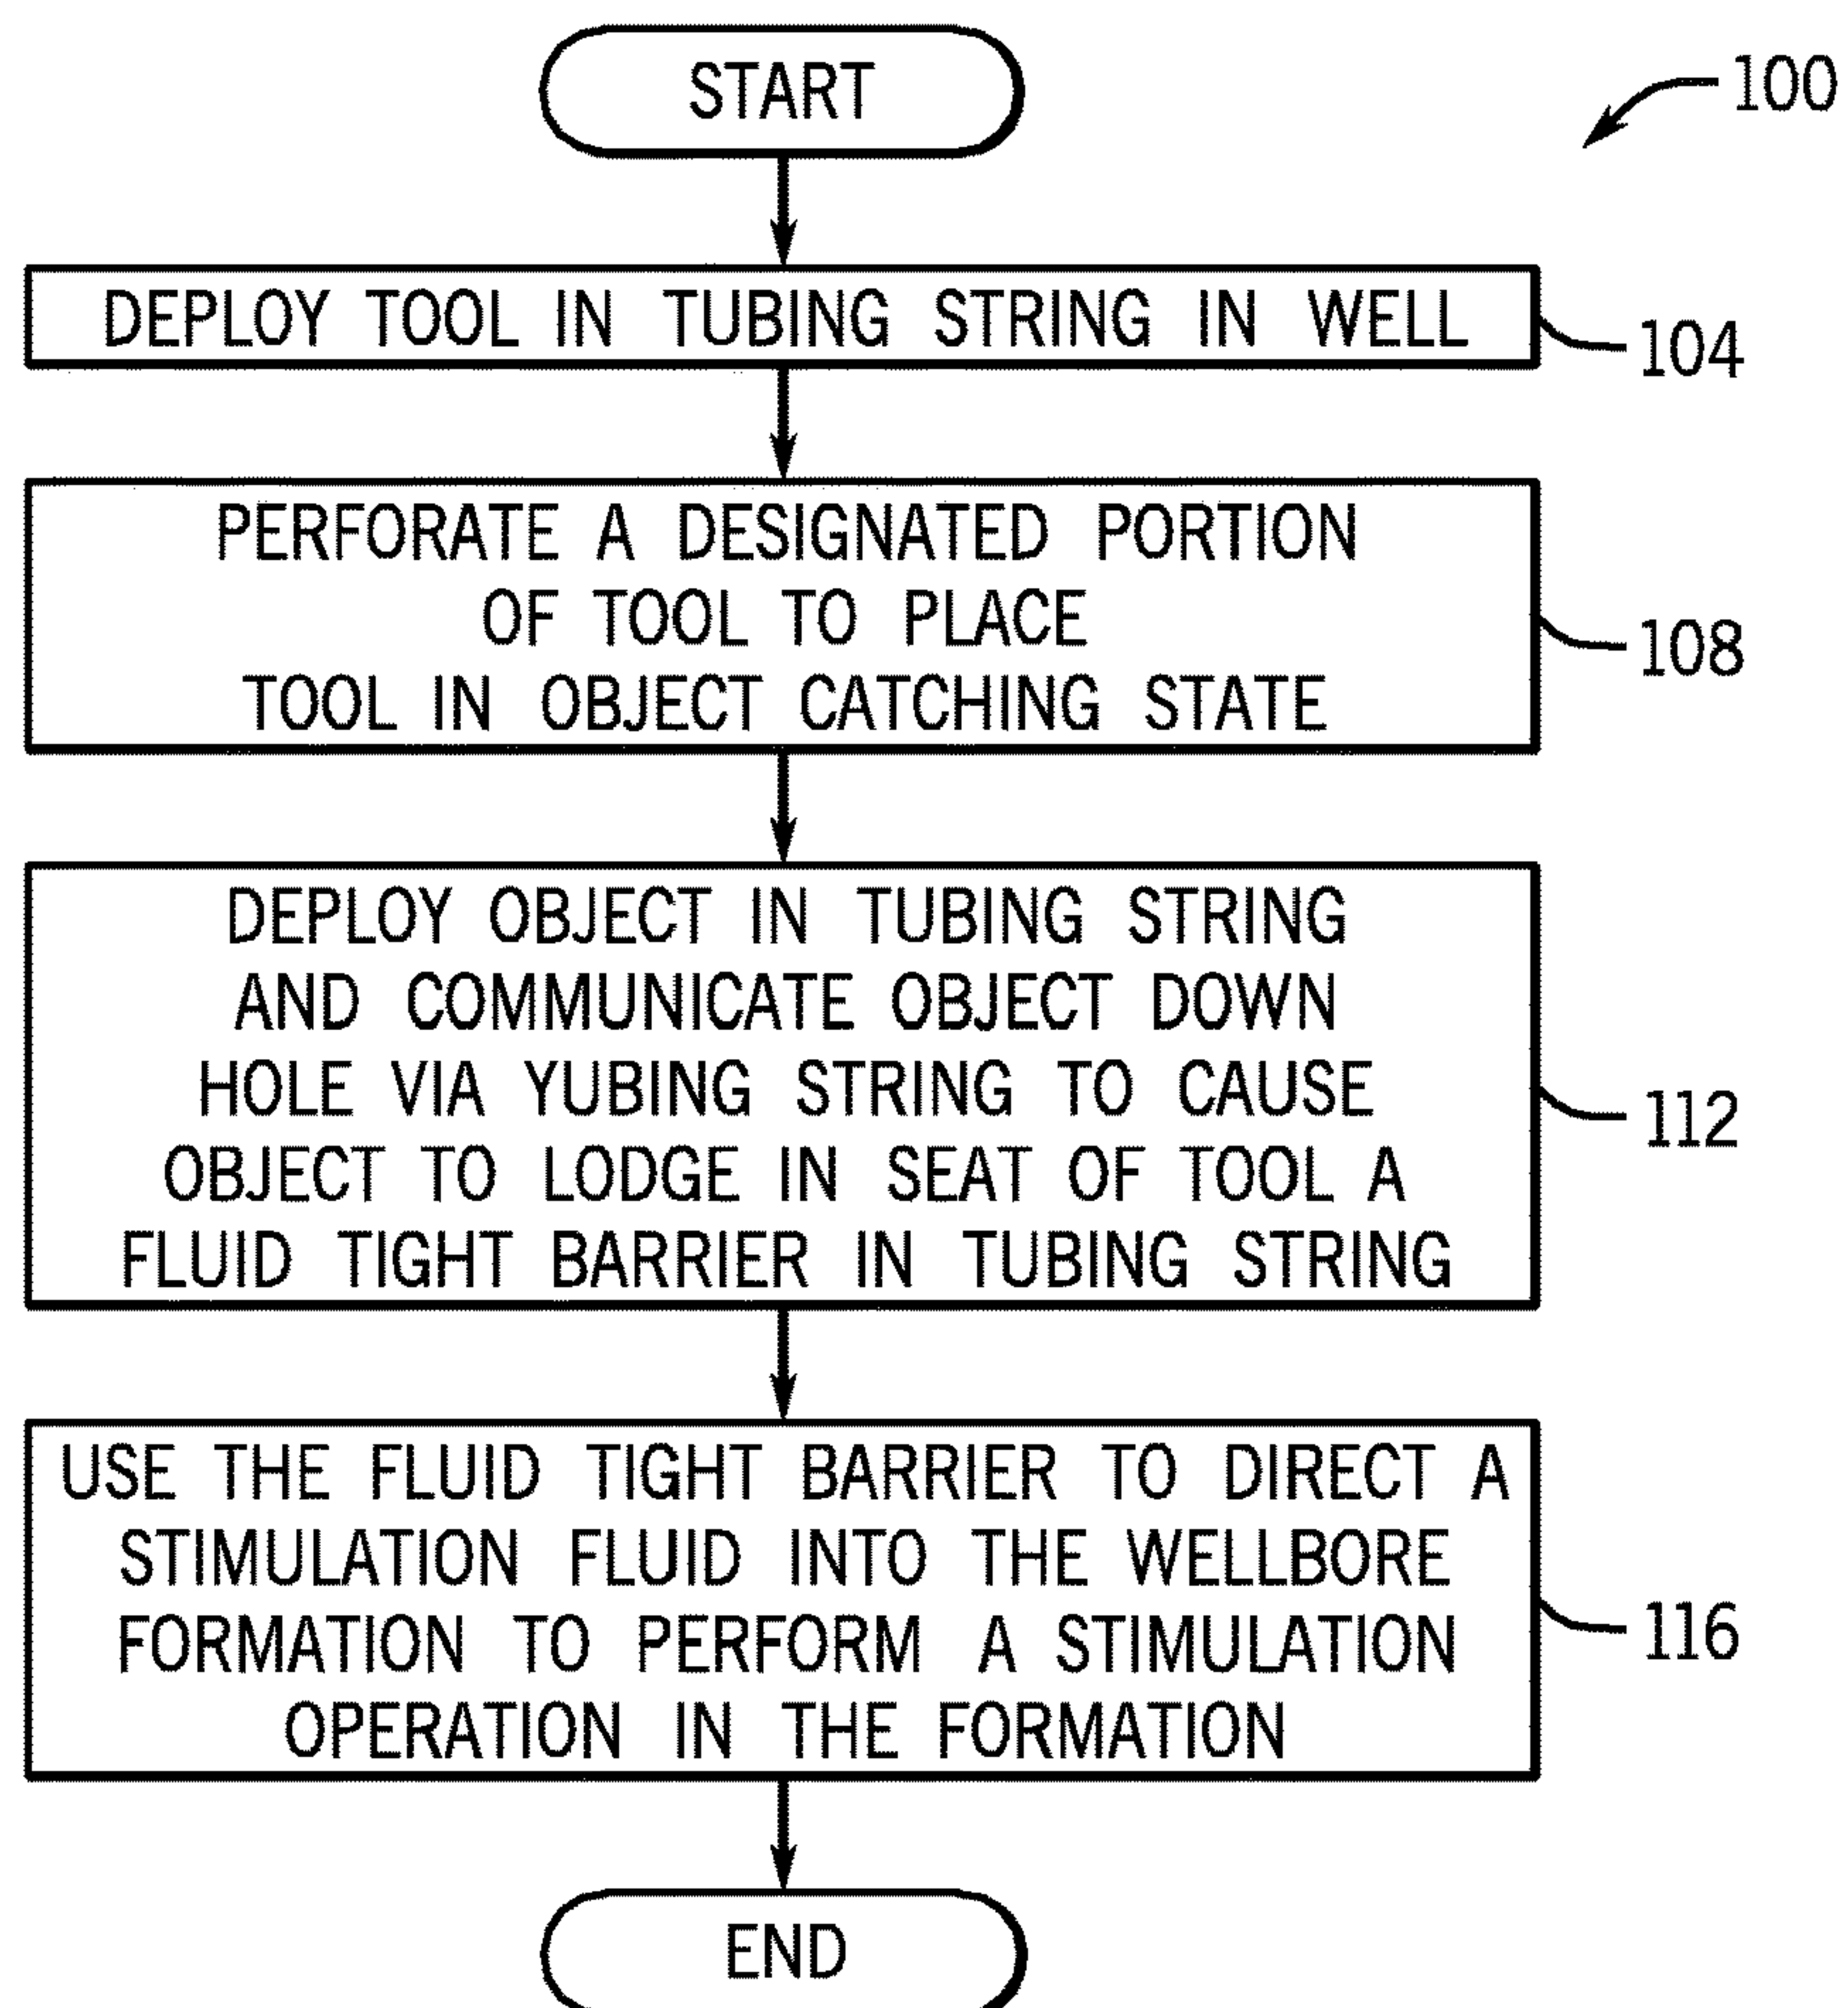 START
100
DEPLOY TOOL IN TUBING STRING IN WELL
104
PERFORATE A DESIGNATED PORTION
OF TOOL TO PLACE
TOOL IN OBJECT CATCHING STATE
108
DEPLOY OBJECT IN TUBING STRING
AND COMMUNICATE OBJECT DOWN
HOLE VIA YUBING STRING TO CAUSE
OBJECT TO LODGE IN SEAT OF TOOL A
FLUID TIGHT BARRIER IN TUBING STRING
112
USE THE FLUID TIGHT BARRIER TO DIRECT A
STIMULATION FLUID INTO THE WELLBORE
FORMATION TO PERFORM A STIMULATION
OPERATION IN THE FORMATION
116
END